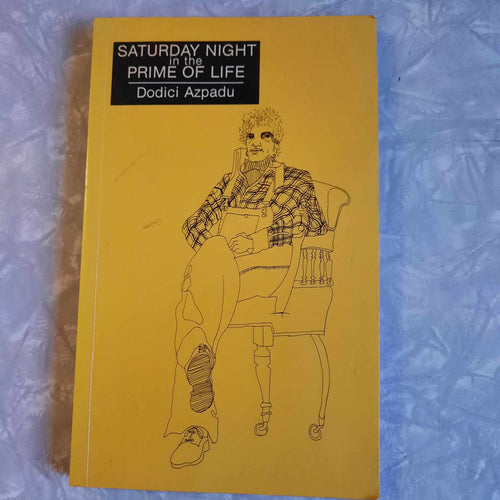 SATURDAY NIGHT
in the
PRIME OF LIFE
Dodici Azpadu